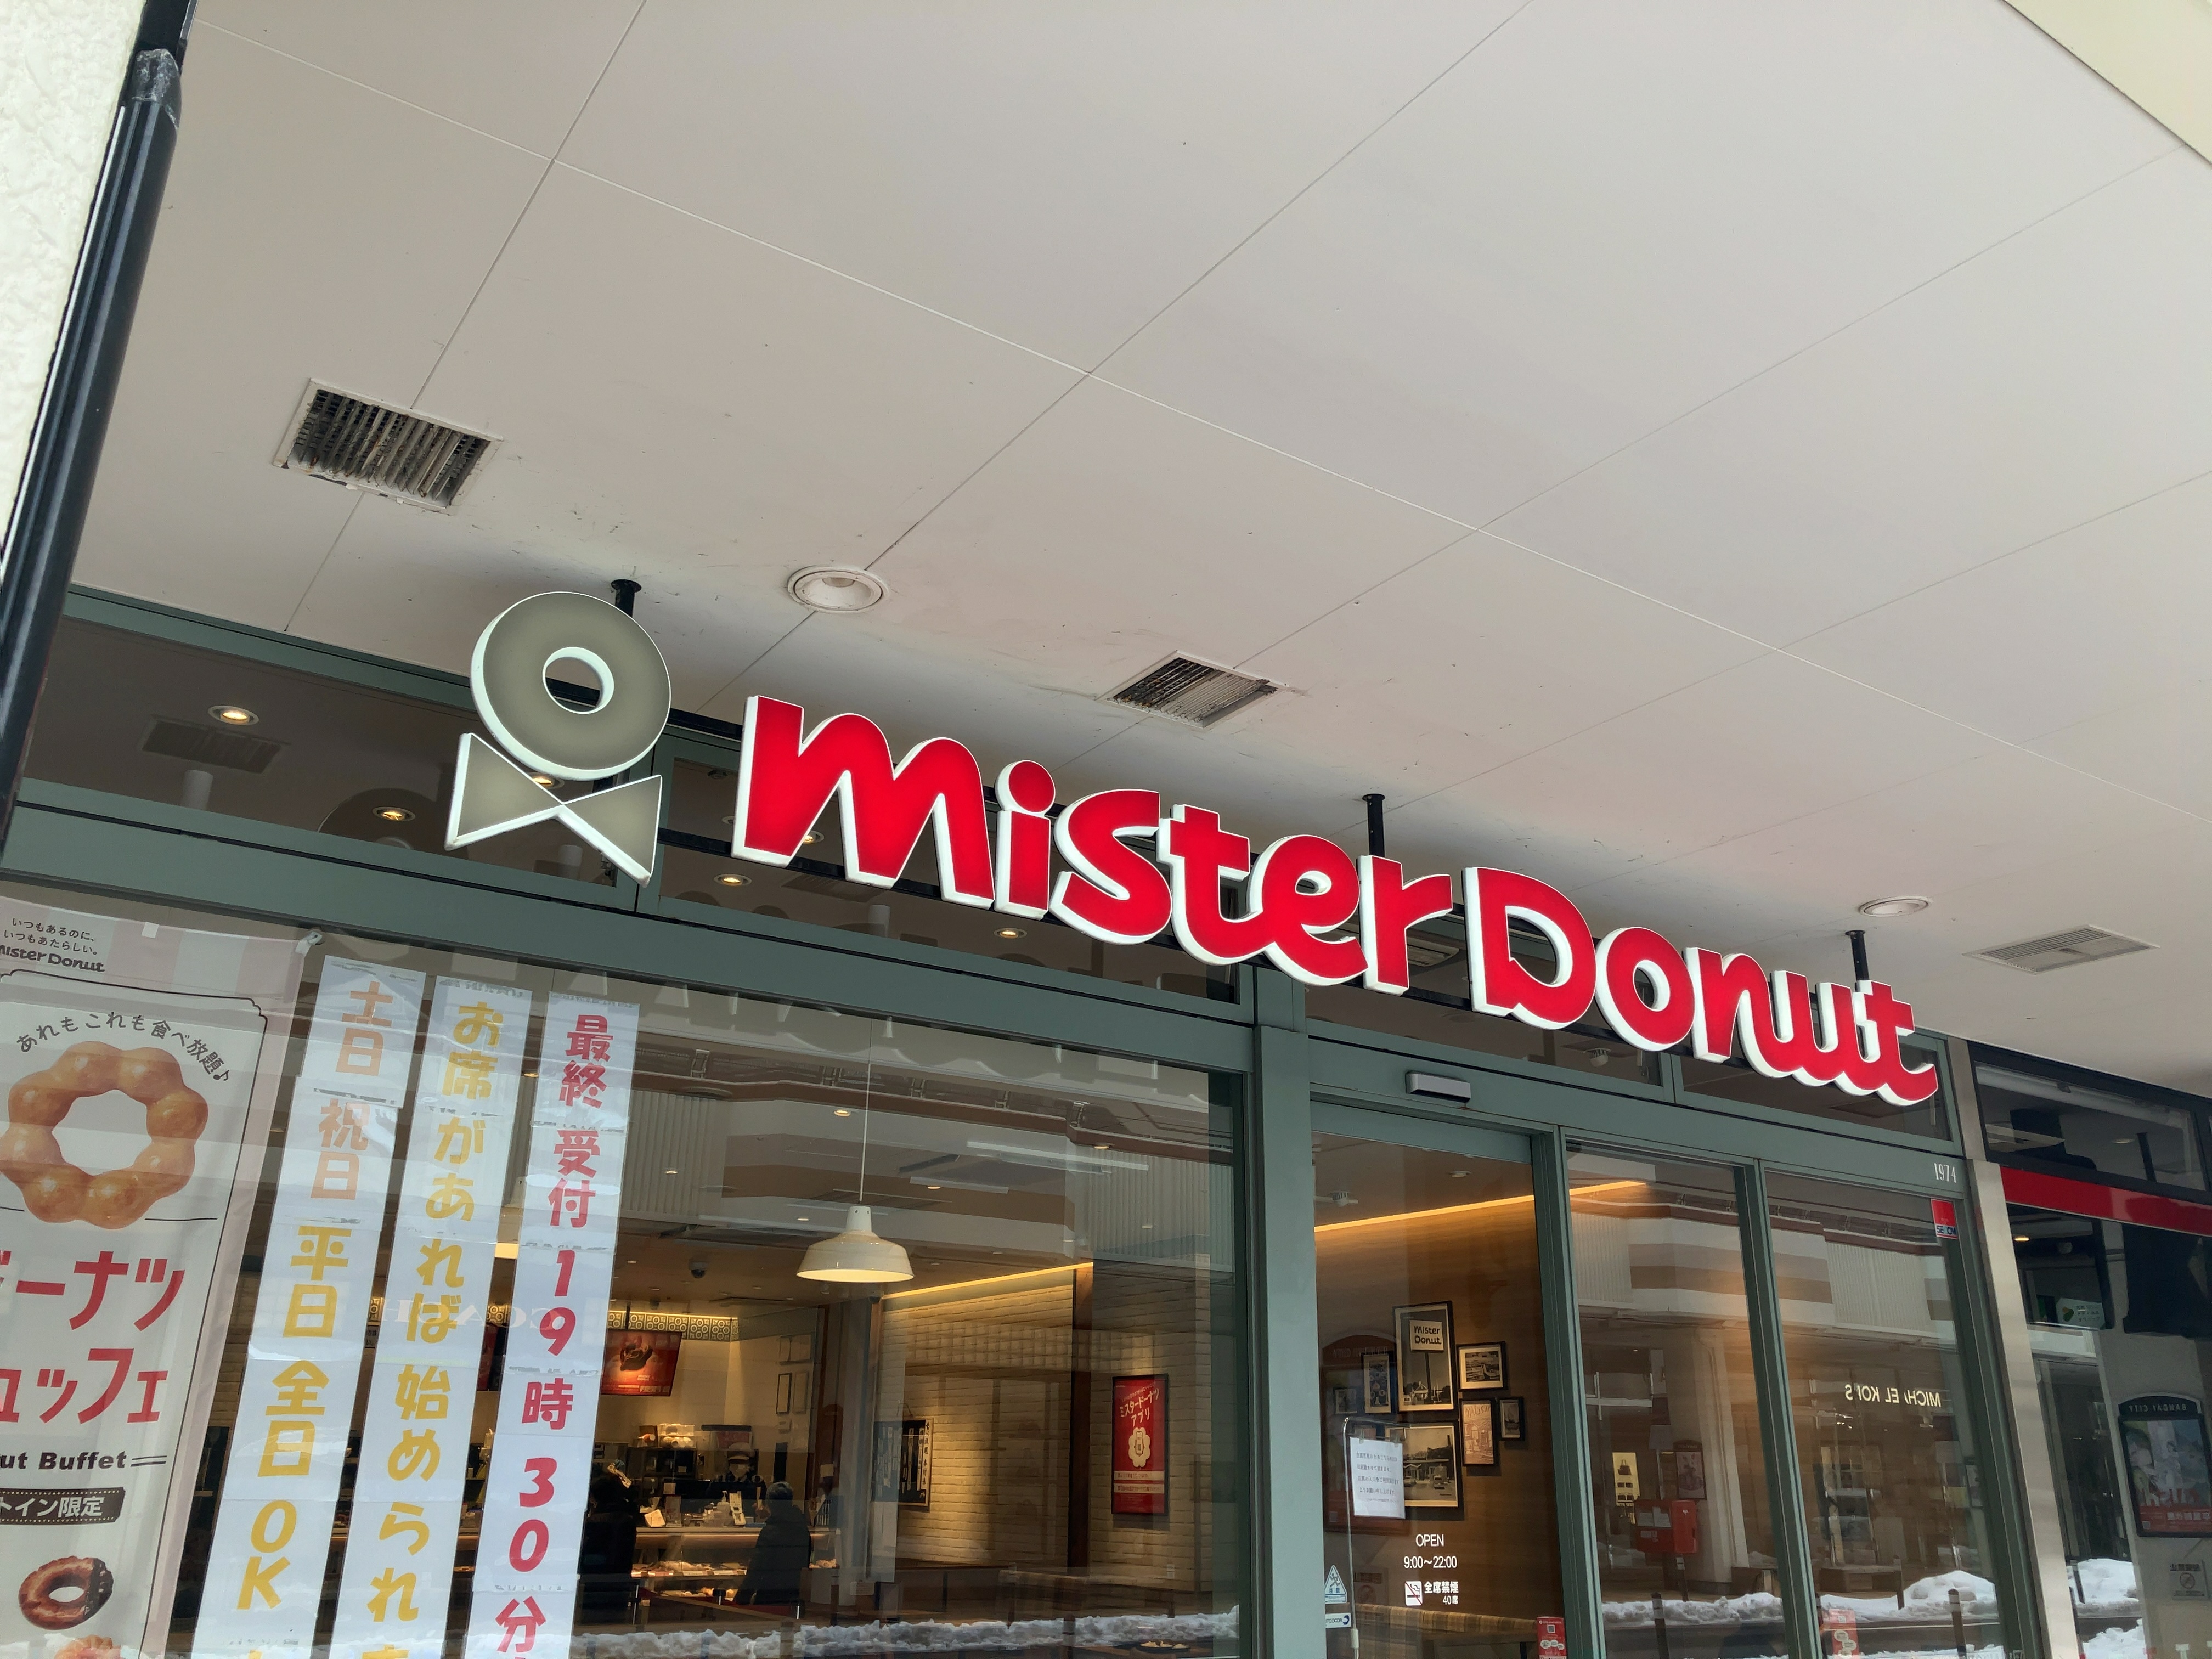 Mister Donut
いつもあるのに、
いつもあたらしい。
Mister Donut
あれもこれも食べ放題♪
ーナツ
ュッフェ
ut Buffet
トイン限定
土日祝日平日全日OK
お席があれば始められ
最終受付19時30分
ミスタードーナツ
アプリ
Mister
Donut
OPEN
9:00〜22:00
全席禁煙
40席
1974
COACH
MICHAEL KORS
BANDAI CITY